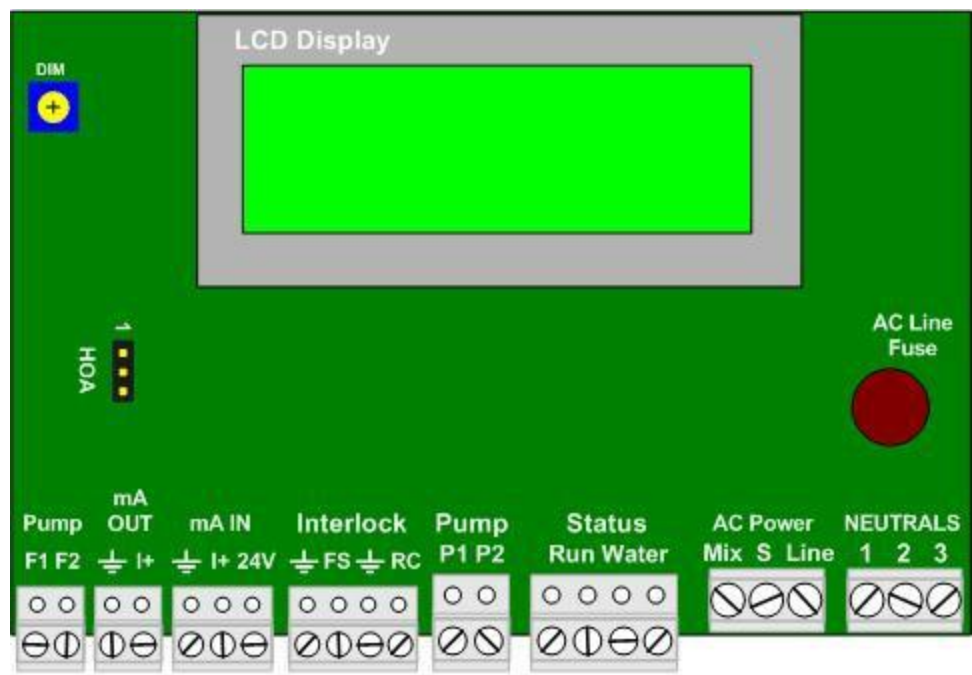 LCD Display
DIM
1
HOA
AC Line
Fuse
mA
Pump OUT mA IN Interlock Pump Status AC Power NEUTRALS
F1 F2 I+ I+ 24V FS RC P1 P2 Run Water Mix S Line 1 2 3